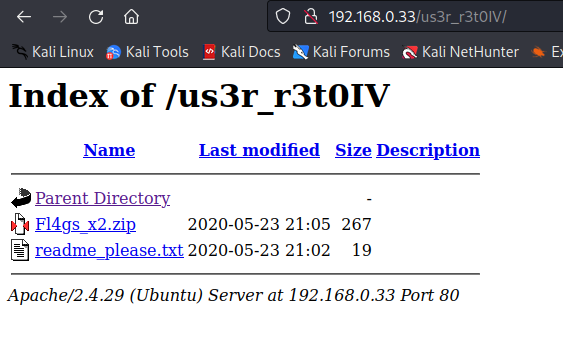 192.168.0.33/us3r_r3t0IV/
Kali Linux Kali Tools Kali Docs Kali Forums Kali NetHunter Ex
Index of /us3r_r3t0IV
Name Last modified Size Description
Parent Directory -
Fl4gs_x2.zip 2020-05-23 21:05 267
readme_please.txt 2020-05-23 21:02 19
Apache/2.4.29 (Ubuntu) Server at 192.168.0.33 Port 80